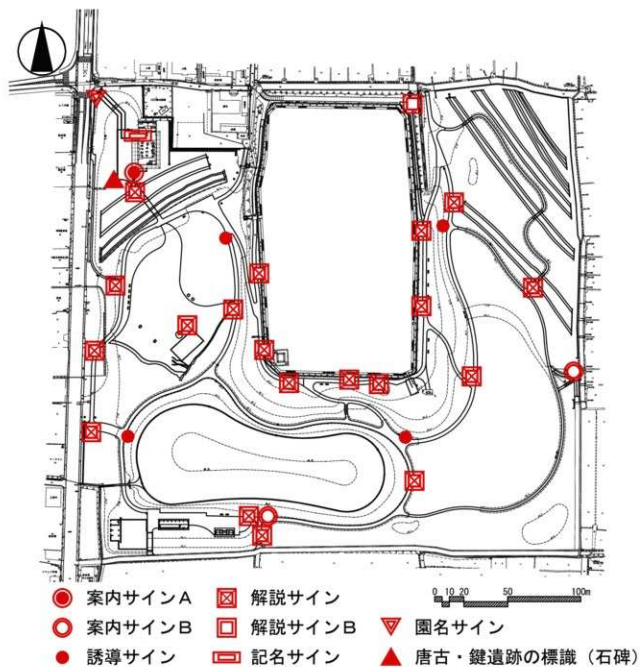 0 10 20 50 100m
案内サインA 解説サイン
案内サインB 解説サインB 園名サイン
誘導サイン 記名サイン 唐古・鍵遺跡の標識（石碑）